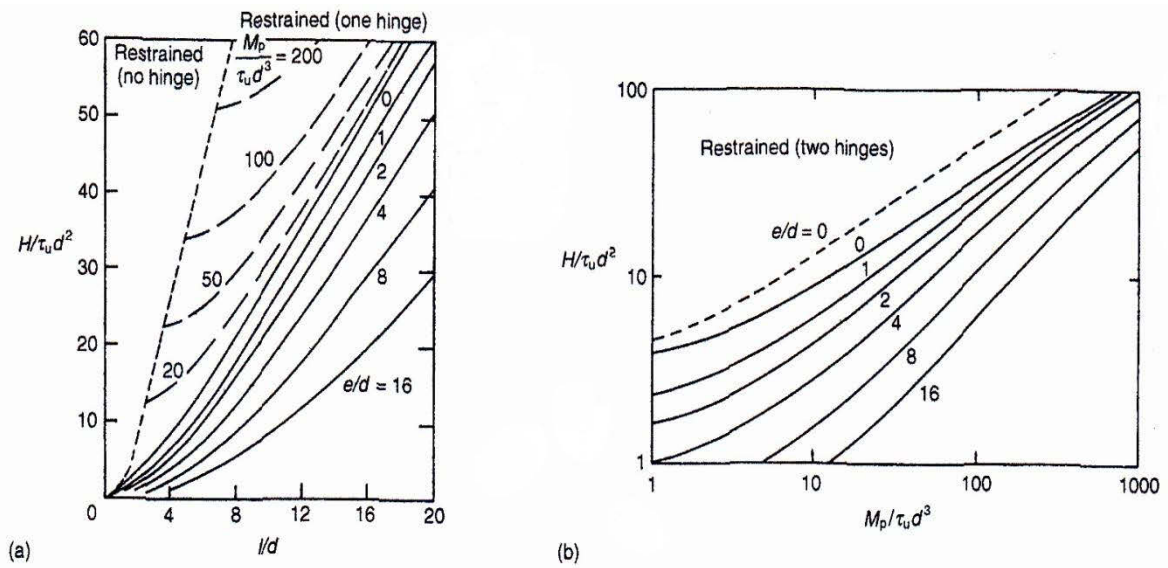 Restrained (one hinge)
Restrained
(no hinge)
Mp
τud³
= 200
100
50
20
0
1
2
4
8
e/d = 16
60
50
40
30
20
10
0
H/τud²
0 4 8 12 16 20
l/d
(a)
Restrained (two hinges)
e/d = 0
0
1
2
4
8
16
100
10
1
H/τud²
1 10 100 1000
Mp/τud³
(b)